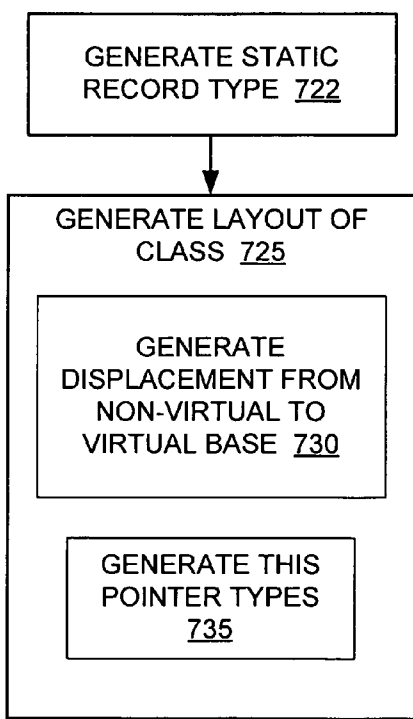 GENERATE STATIC
RECORD TYPE 722
GENERATE LAYOUT OF
CLASS 725
GENERATE
DISPLACEMENT FROM
NON-VIRTUAL TO
VIRTUAL BASE 730
GENERATE THIS
POINTER TYPES
735